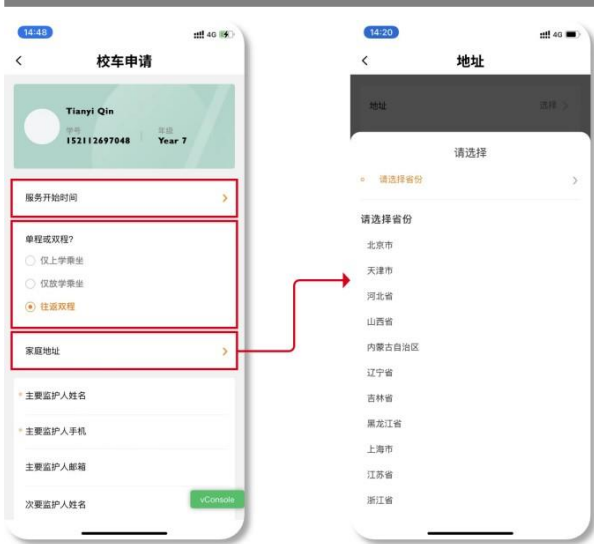 14:48
4G
校车申请
Tianyi Qin
学号
年级
152112697048
Year 7
服务开始时间
单程或双程?
仅上学乘坐
仅放学乘坐
往返双程
家庭地址
* 主要监护人姓名
* 主要监护人手机
主要监护人邮箱
次要监护人姓名
vConsole
14:20
4G
地址
地址
选择
请选择
请选择省份
请选择省份
北京市
天津市
河北省
山西省
内蒙古自治区
辽宁省
吉林省
黑龙江省
上海市
江苏省
浙江省